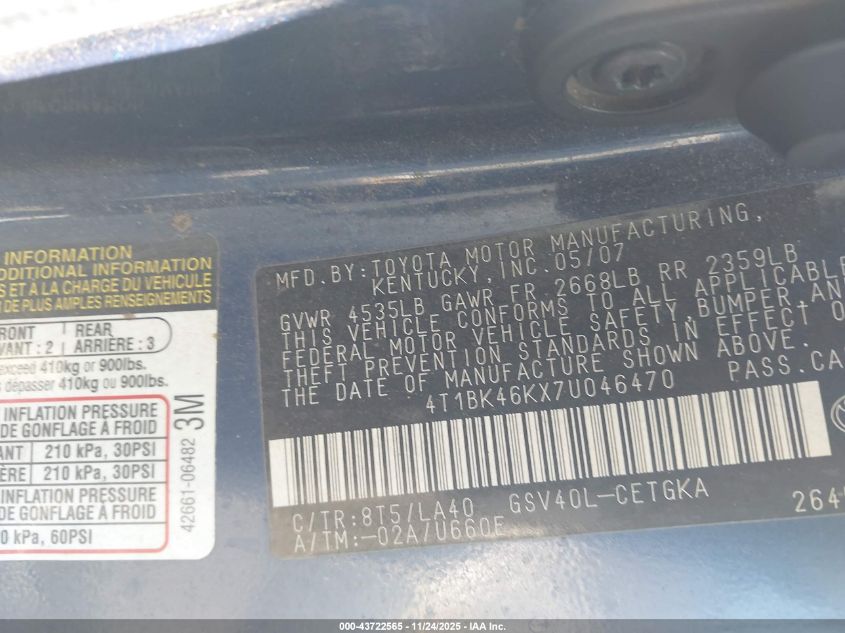 INFORMATION
ADDITIONAL INFORMATION
ET À LA CHARGE DU VÉHICULE
DE PLUS AMPLES RENSEIGNEMENTS
FRONT
REAR
AVANT : 2
ARRIÈRE : 3
exceed 410kg or 900lbs.
dépasser 410kg ou 900lbs.
INFLATION PRESSURE
DE GONFLAGE À FROID
210 kPa, 30PSI
210 kPa, 30PSI
INFLATION PRESSURE
DE GONFLAGE À FROID
kPa, 60PSI
42661-06482 3M
MFD.BY:TOYOTA MOTOR MANUFACTURING,
KENTUCKY,INC.05/07
GVWR 4535LB GAWR FR 2668LB RR 2359LB
THIS VEHICLE CONFORMS TO ALL APPLICABLE
FEDERAL MOTOR VEHICLE SAFETY,BUMPER,AND
THEFT PREVENTION STANDARDS IN EFFECT ON
THE DATE OF MANUFACTURE SHOWN ABOVE.
4T1BK46KX7U046470 PASS.CA
C/TR:8T5/LA40 GSV40L-CETGKA
A/TM:-02A/U660E 264
000-43722565 - 11/24/2025 - IAA Inc.